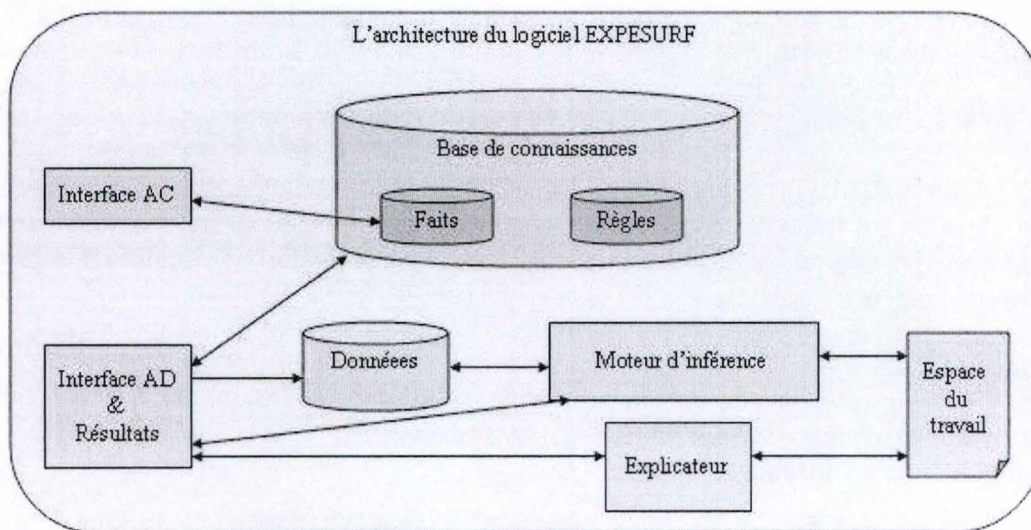 L'architecture du logiciel EXPESURF
Base de connaissances
Interface AC
Faits
Règles
Interface AD
&
Résultats
Données
Moteur d'inférence
Espace
du
travail
Explicateur